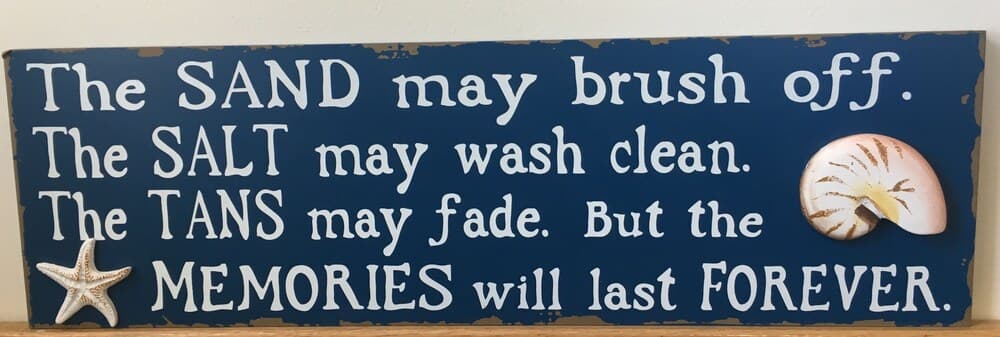 The SAND may brush off.
The SALT may wash clean.
The TANS may fade. But the
MEMORIES will last FOREVER.